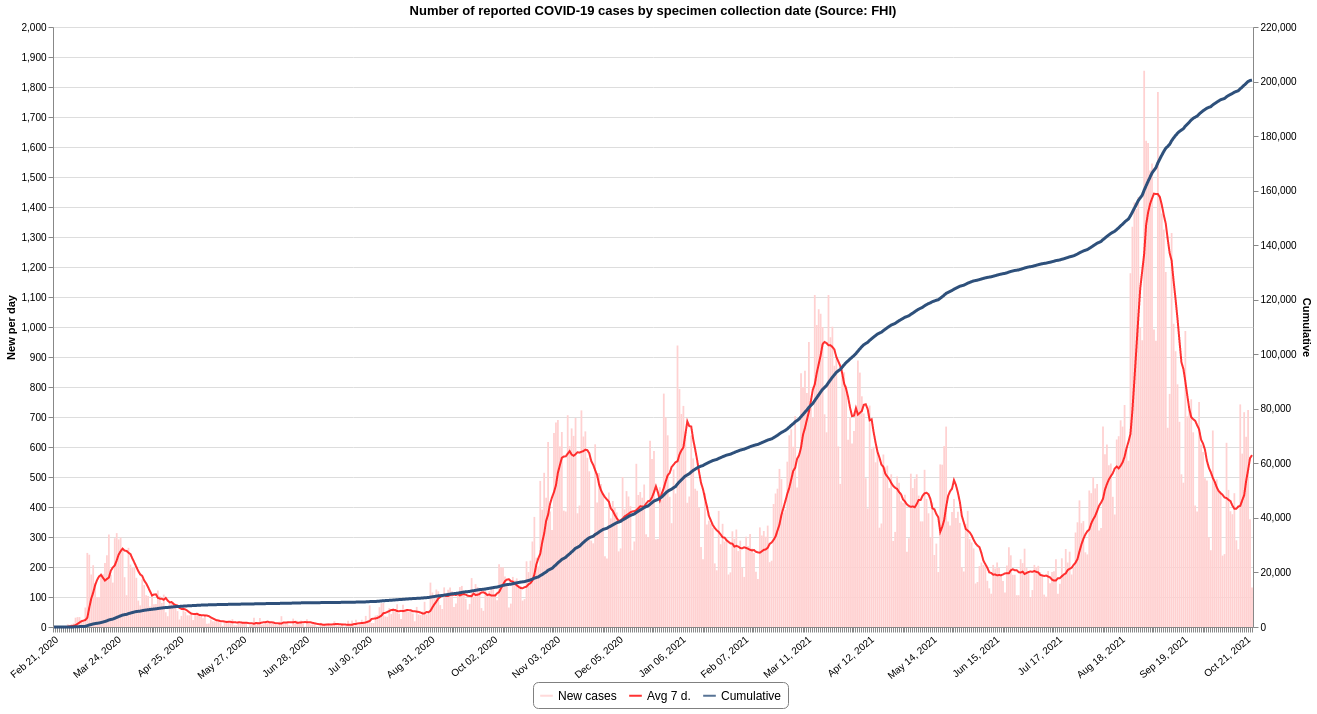 Number of reported COVID-19 cases by specimen collection date (Source: FHI)
2,000
1,900
1,800
1,700
1,600
1,500
1,400
1,300
1,200
1,100
1,000
900
800
700
600
500
400
300
200
100
0
New per day
220,000
200,000
180,000
160,000
140,000
120,000
100,000
80,000
60,000
40,000
20,000
0
Cumulative
Feb 21, 2020
Mar 24, 2020
Apr 25, 2020
May 27, 2020
Jun 28, 2020
Jul 30, 2020
Aug 31, 2020
Oct 02, 2020
Nov 03, 2020
Dec 05, 2020
Jan 06, 2021
Feb 07, 2021
Mar 11, 2021
Apr 12, 2021
May 14, 2021
Jun 15, 2021
Jul 17, 2021
Aug 18, 2021
Sep 19, 2021
Oct 21, 2021
New cases Avg 7 d. Cumulative